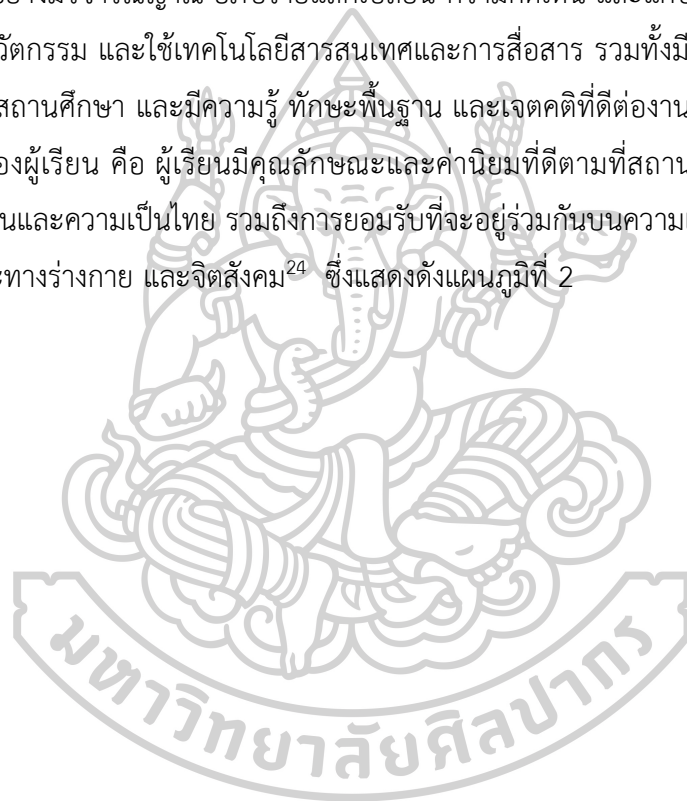 วัตกรรม และใช้เทคโนโลยีสารสนเทศและการสื่อสาร รวมทั้งมี
สถานศึกษา และมีความรู้ ทักษะพื้นฐาน และเจตคติที่ดีต่องาน
องผู้เรียน คือ ผู้เรียนมีคุณลักษณะและค่านิยมที่ดีตามที่สถาน
นและความเป็นไทย รวมถึงการยอมรับที่จะอยู่ร่วมกันบนความ
ะทางร่างกาย และจิตสังคม24 ซึ่งแสดงดังแผนภูมิที่ 2
มหาวิทยาลัยศิลปากร